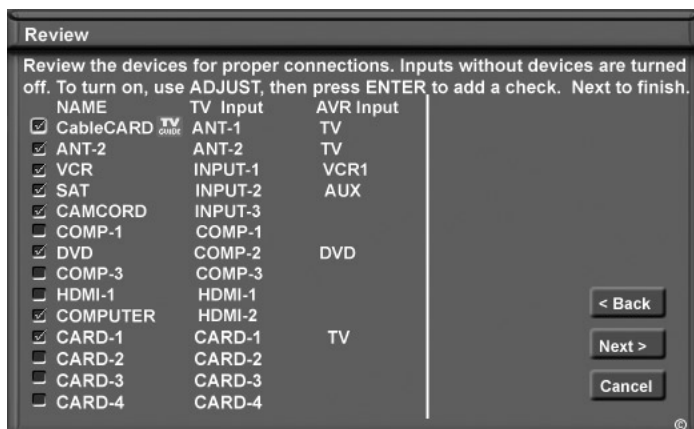 Review
Review the devices for proper connections. Inputs without devices are turned
off. To turn on, use ADJUST, then press ENTER to add a check. Next to finish.
NAME TV Input AVR Input
CableCARD TV GUIDE ANT-1 TV
ANT-2 ANT-2 TV
VCR INPUT-1 VCR1
SAT INPUT-2 AUX
CAMCORD INPUT-3
COMP-1 COMP-1
DVD COMP-2 DVD
COMP-3 COMP-3
HDMI-1 HDMI-1
< Back
COMPUTER HDMI-2
CARD-1 CARD-1 TV
Next >
CARD-2 CARD-2
CARD-3 CARD-3
Cancel
CARD-4 CARD-4
©